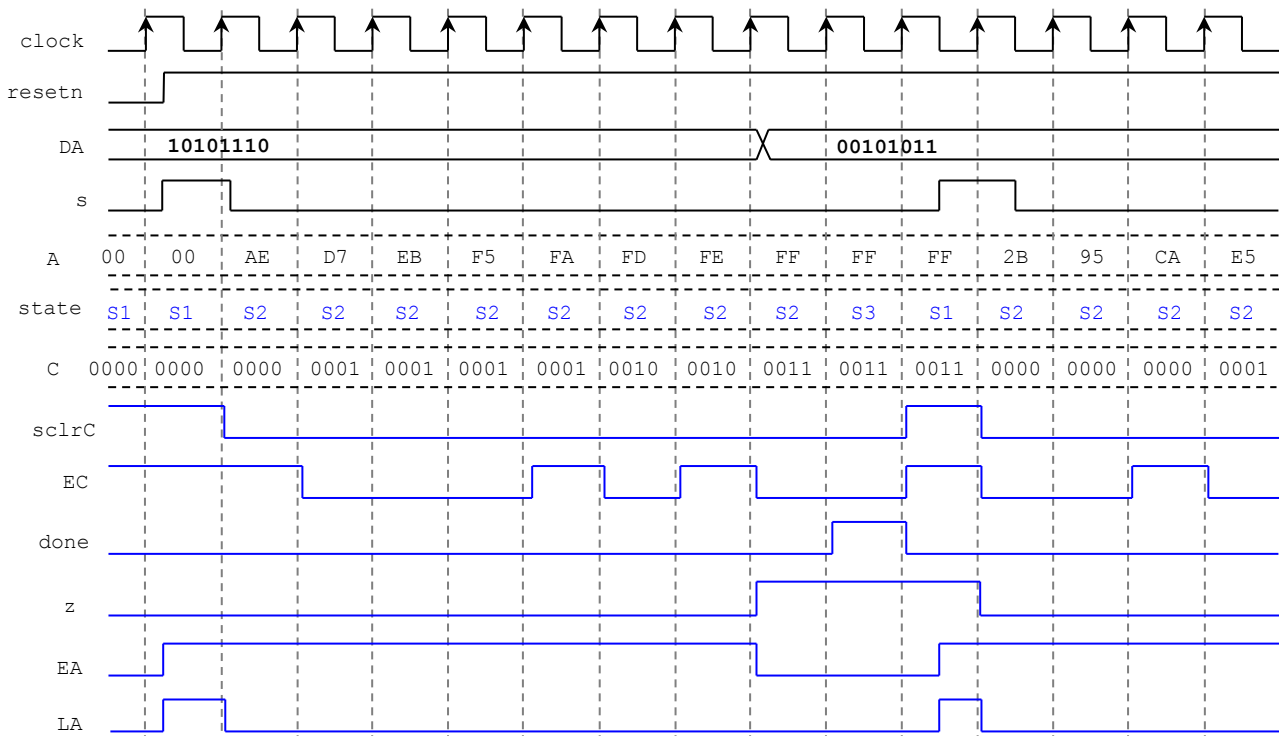 clock
resetn
DA 10101110 00101011
s
A 00 00 AE D7 EB F5 FA FD FE FF FF FF 2B 95 CA E5
state S1 S1 S2 S2 S2 S2 S2 S2 S2 S2 S3 S1 S2 S2 S2 S2
C 0000 0000 0000 0001 0001 0001 0001 0010 0010 0011 0011 0011 0000 0000 0000 0001
sclrC
EC
done
z
EA
LA